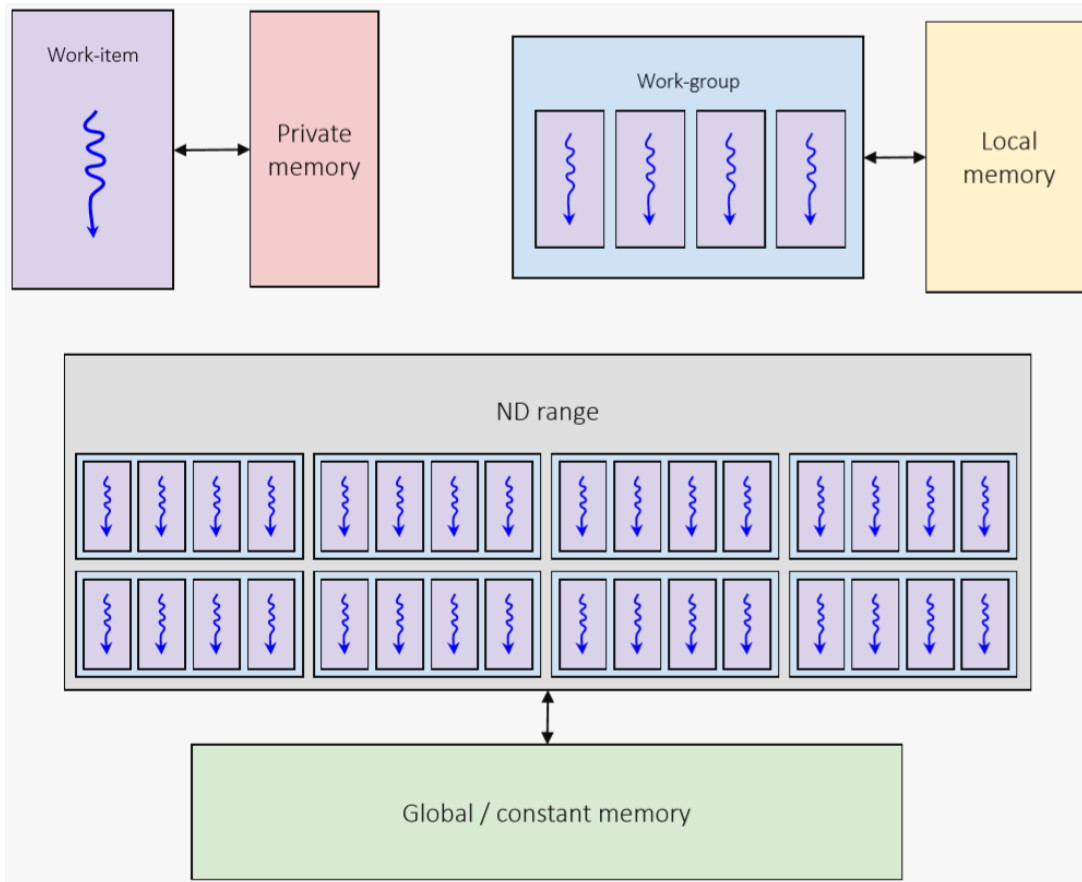 Work-item
Private
memory
Work-group
Local
memory
ND range
Global / constant memory